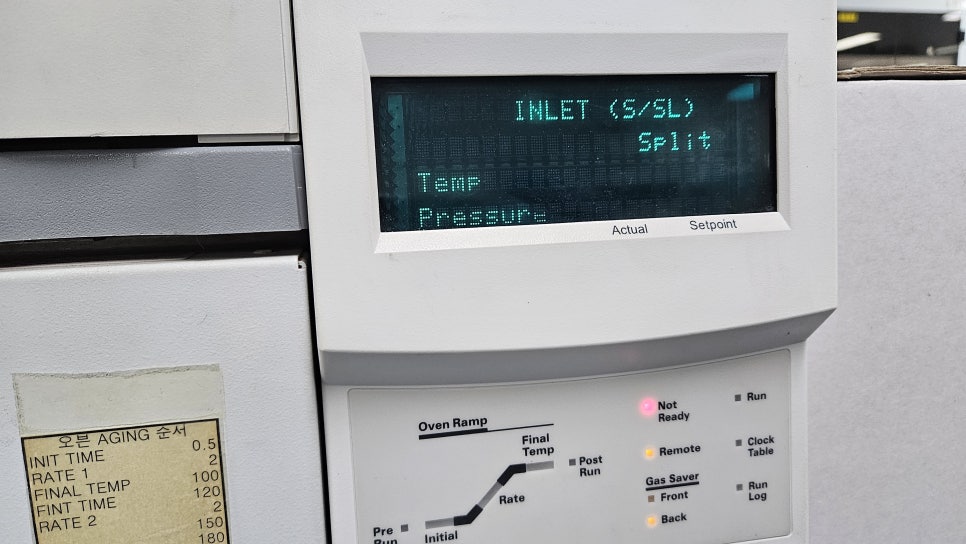 INLET (S/SL)
Split
Temp
Pressure
Actual Setpoint
오븐 AGING 순서
INIT TIME 0.5
RATE 1 2
FINAL TEMP 100
FINT TIME 120
RATE 2 2
150
180
Oven Ramp
Final
Temp
Post
Run
Rate
Pre
Run
Initial
Not
Ready
Remote
Gas Saver
Front
Back
Run
Clock
Table
Run
Log